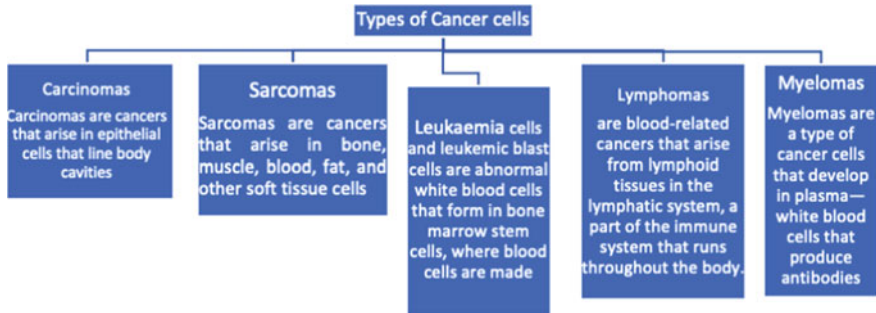 Types of Cancer cells
Carcinomas
Carcinomas are cancers
that arise in epithelial
cells that line body
cavities
Sarcomas
Sarcomas are cancers
that arise in bone,
muscle, blood, fat, and
other soft tissue cells
Leukaemia cells
and leukemic blast
cells are abnormal
white blood cells
that form in bone
marrow stem
cells, where blood
cells are made
Lymphomas
are blood-related
cancers that arise
from lymphoid
tissues in the
lymphatic system, a
part of the immune
system that runs
throughout the body.
Myelomas
Myelomas are
a type of
cancer cells
that develop
in plasma—
white blood
cells that
produce
antibodies